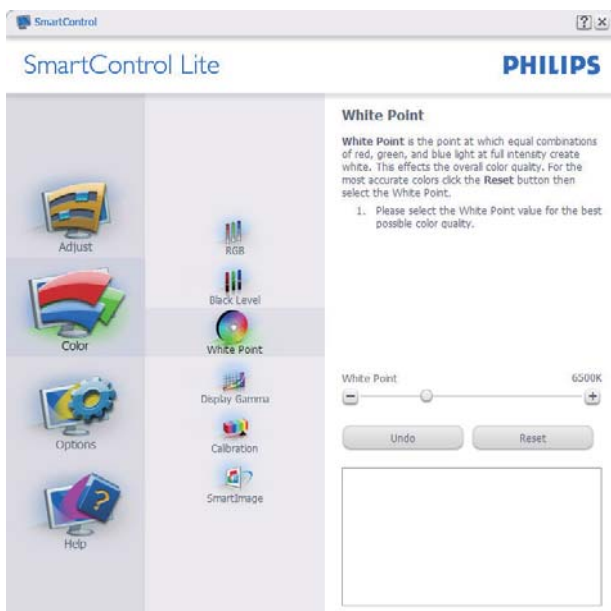 SmartControl
SmartControl Lite
PHILIPS
Adjust
Color
Options
Help
RGB
Black Level
White Point
Display Gamma
Calibration
SmartImage
White Point
White Point is the point at which equal combinations
of red, green, and blue light at full intensity create
white. This effects the overall color quality. For the
most accurate colors click the Reset button then
select the White Point.
1. Please select the White Point value for the best
possible color quality.
White Point 6500K
Undo Reset